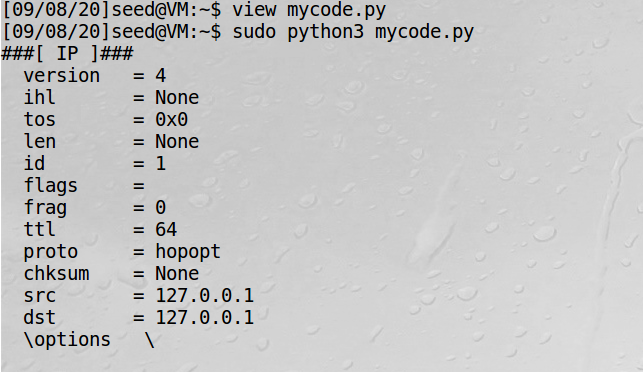 [09/08/20]seed@VM:~$ view mycode.py
[09/08/20]seed@VM:~$ sudo python3 mycode.py
###[ IP ]###
  version   = 4
  ihl       = None
  tos       = 0x0
  len       = None
  id        = 1
  flags     =
  frag      = 0
  ttl       = 64
  proto     = hopopt
  chksum    = None
  src       = 127.0.0.1
  dst       = 127.0.0.1
  \options   \